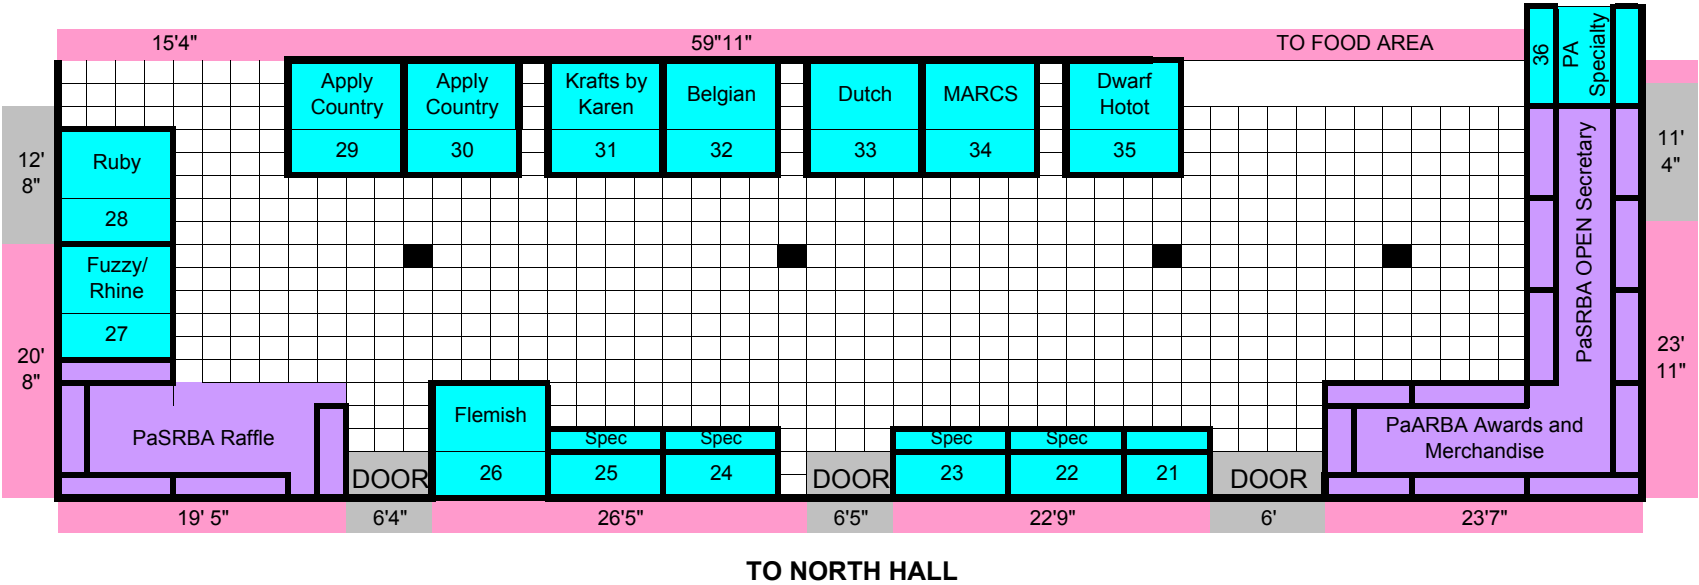 15'4"
59"11"
TO FOOD AREA
36
PA
Specialty
Apply
Country
29
Apply
Country
30
Krafts by
Karen
31
Belgian
32
Dutch
33
MARCS
34
Dwarf
Hotot
35
12'
8"
Ruby
28
Fuzzy/
Rhine
27
20'
8"
11'
4"
PaSRBA OPEN Secretary
23'
11"
PaSRBA Raffle
DOOR
Flemish
26
Spec
25
Spec
24
DOOR
Spec
23
Spec
22
21
DOOR
PaARBA Awards and
Merchandise
19' 5"
6'4"
26'5"
6'5"
22'9"
6'
23'7"
TO NORTH HALL